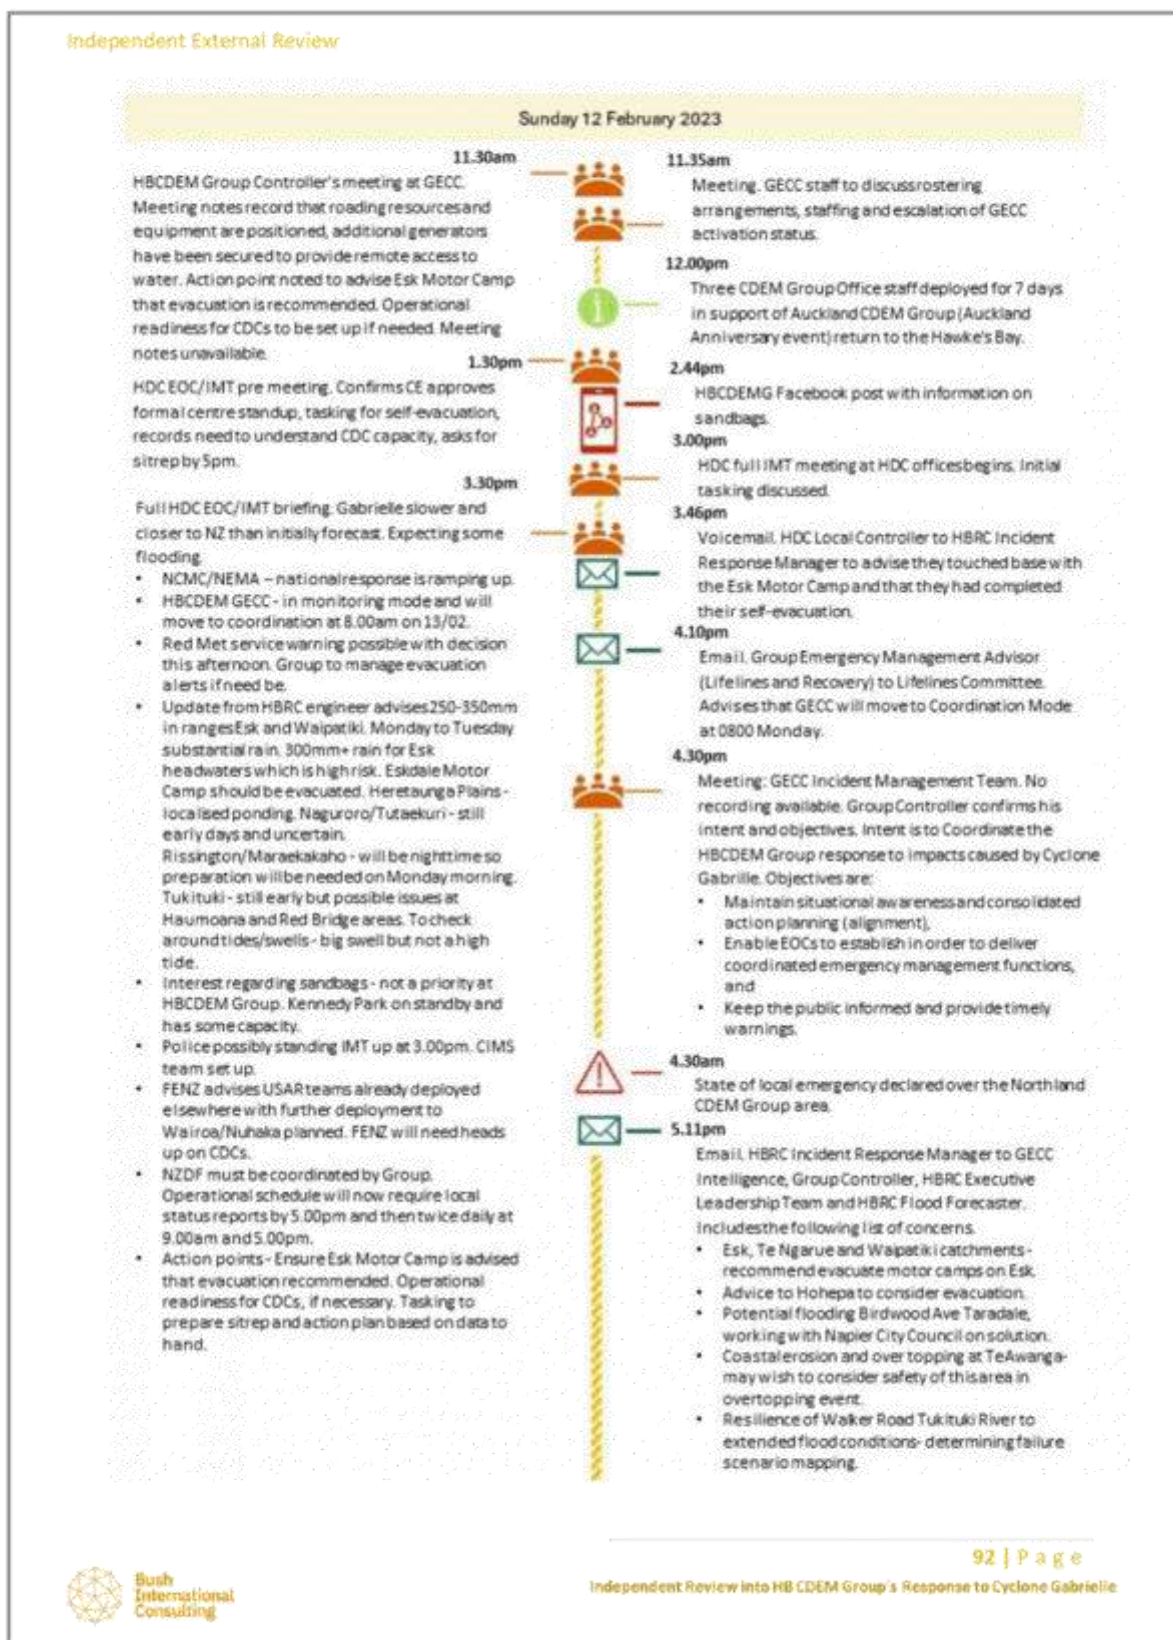 Independent External Review
Sunday 12 February 2023
11.30am
HBCDEM Group Controller's meeting at GECC.
Meeting notes record that roading resources and
equipment are positioned, additional generators
have been secured to provide remote access to
water. Action point noted to advise Esk Motor Camp
that evacuation is recommended. Operational
readiness for CDCs to be set up if needed. Meeting
notes unavailable.
1.30pm
HDC EOC/IMT pre meeting. Confirms CE approves
formal centre standup, tasking for self-evacuation,
records need to understand CDC capacity, asks for
sitrep by 5pm.
3.30pm
Full HDC EOC/IMT briefing. Gabrielle slower and
closer to NZ than initially forecast. Expecting some
flooding.
• NCMC/NEMA – national response is ramping up.
• HBCDEM GECC - in monitoring mode and will
move to coordination at 8.00am on 13/02.
• Red Met service warning possible with decision
this afternoon. Group to manage evacuation
alerts if need be.
• Update from HBRC engineer advises 250-350mm
in ranges Esk and Waipatiki. Monday to Tuesday
substantial rain. 300mm+ rain for Esk
headwaters which is high risk. Eskdale Motor
Camp should be evacuated. Heretaunga Plains -
localised ponding. Naguroro/Tutaekuri - still
early days and uncertain.
Rissington/Maraekakaho - will be nighttime so
preparation will be needed on Monday morning.
Tukituki - still early but possible issues at
Haumoana and Red Bridge areas. To check
around tides/swells - big swell but not a high
tide.
• Interest regarding sandbags - not a priority at
HBCDEM Group. Kennedy Park on standby and
has some capacity.
• Police possibly standing IMT up at 3.00pm. CIMS
team set up.
• FENZ advises USAR teams already deployed
elsewhere with further deployment to
Wairoa/Nuhaka planned. FENZ will need heads
up on CDCs.
• NZDF must be coordinated by Group.
Operational schedule will now require local
status reports by 5.00pm and then twice daily at
9.00am and 5.00pm.
• Action points - Ensure Esk Motor Camp is advised
that evacuation recommended. Operational
readiness for CDCs, if necessary. Tasking to
prepare sitrep and action plan based on data to
hand.
11.35am
Meeting. GECC staff to discuss rostering
arrangements, staffing and escalation of GECC
activation status.
12.00pm
Three CDEM Group Office staff deployed for 7 days
in support of Auckland CDEM Group (Auckland
Anniversary event) return to the Hawke's Bay.
2.44pm
HBCDEMG Facebook post with information on
sandbags.
3.00pm
HDC full IMT meeting at HDC offices begins. Initial
tasking discussed.
3.46pm
Voicemail. HDC Local Controller to HBRC Incident
Response Manager to advise they touched base with
the Esk Motor Camp and that they had completed
their self-evacuation.
4.10pm
Email. Group Emergency Management Advisor
(Lifelines and Recovery) to Lifelines Committee.
Advises that GECC will move to Coordination Mode
at 0800 Monday.
4.30pm
Meeting: GECC Incident Management Team. No
recording available. Group Controller confirms his
intent and objectives. Intent is to Coordinate the
HBCDEM Group response to impacts caused by Cyclone
Gabrille. Objectives are:
• Maintain situational awareness and consolidated
action planning (alignment),
• Enable EOCs to establish in order to deliver
coordinated emergency management functions,
and
• Keep the public informed and provide timely
warnings.
4.30am
State of local emergency declared over the Northland
CDEM Group area.
5.11pm
Email. HBRC Incident Response Manager to GECC
Intelligence, Group Controller, HBRC Executive
Leadership Team and HBRC Flood Forecaster.
Includes the following list of concerns.
• Esk, Te Ngarue and Waipatiki catchments -
recommend evacuate motor camps on Esk.
• Advice to Hohepa to consider evacuation.
• Potential flooding Birdwood Ave Taradale,
working with Napier City Council on solution.
• Coastal erosion and over topping at Te Awanga-
may wish to consider safety of this area in
overtopping event.
• Resilience of Walker Road Tukituki River to
extended flood conditions- determining failure
scenario mapping.
92 | Page
Independent Review into HB CDEM Group's Response to Cyclone Gabrielle
Bush
International
Consulting